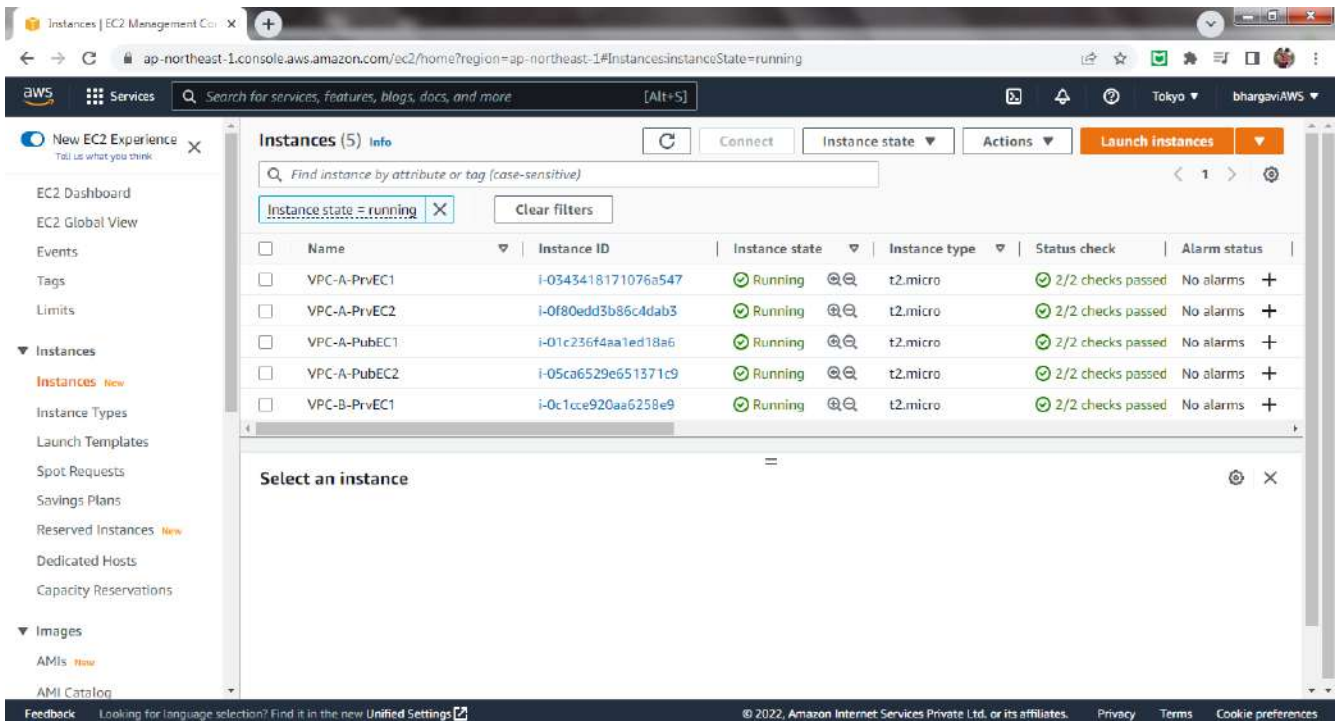 Instances | EC2 Management Co
ap-northeast-1.console.aws.amazon.com/ec2/home?region=ap-northeast-1#Instances:instanceState=running
aws
Services
Search for services, features, blogs, docs, and more
[Alt+S]
Tokyo
bhargaviAWS
New EC2 Experience
Tell us what you think
EC2 Dashboard
EC2 Global View
Events
Tags
Limits
Instances
Instances New
Instance Types
Launch Templates
Spot Requests
Savings Plans
Reserved Instances New
Dedicated Hosts
Capacity Reservations
Images
AMIs New
AMI Catalog
Instances (5) Info
Connect
Instance state
Actions
Launch instances
Find instance by attribute or tag (case-sensitive)
1
Instance state = running
Clear filters
Name Instance ID Instance state Instance type Status check Alarm status
VPC-A-PrvEC1 i-0343418171076a547 Running t2.micro 2/2 checks passed No alarms
VPC-A-PrvEC2 i-0f80edd3b86c4dab3 Running t2.micro 2/2 checks passed No alarms
VPC-A-PubEC1 i-01c236f4aa1ed18a6 Running t2.micro 2/2 checks passed No alarms
VPC-A-PubEC2 i-05ca6529e651371c9 Running t2.micro 2/2 checks passed No alarms
VPC-B-PrvEC1 i-0c1cce920aa6258e9 Running t2.micro 2/2 checks passed No alarms
Select an instance
Feedback
Looking for language selection? Find it in the new Unified Settings
© 2022, Amazon Internet Services Private Ltd. or its affiliates.
Privacy
Terms
Cookie preferences